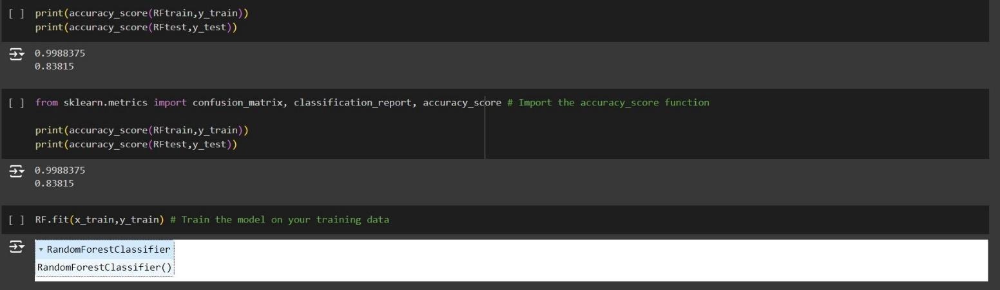 [ ] print(accuracy_score(RFtrain,y_train))
print(accuracy_score(RFtest,y_test))
0.9988375
0.83815
[ ] from sklearn.metrics import confusion_matrix, classification_report, accuracy_score # Import the accuracy_score function
print(accuracy_score(RFtrain,y_train))
print(accuracy_score(RFtest,y_test))
0.9988375
0.83815
[ ] RF.fit(x_train,y_train) # Train the model on your training data
▾ RandomForestClassifier
RandomForestClassifier()